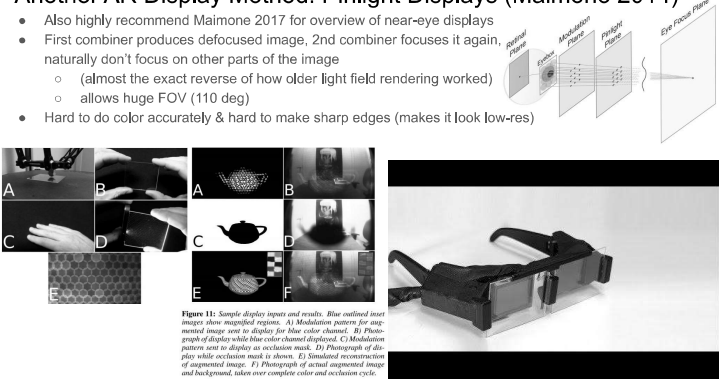 Another AR Display Method: Pinlight Displays (Maimone 2014)
● Also highly recommend Maimone 2017 for overview of near-eye displays
● First combiner produces defocused image, 2nd combiner focuses it again,
naturally don't focus on other parts of the image
○ (almost the exact reverse of how older light field rendering worked)
○ allows huge FOV (110 deg)
● Hard to do color accurately & hard to make sharp edges (makes it look low-res)
Retinal
Plane
Eyebox
Modulation
Plane
Pinlight
Plane
Eye Focus Plane
A
B
C
D
E
A
B
C
D
E
F
Figure 11: Sample display inputs and results. Blue outlined inset
images show magnified regions. A) Modulation pattern for aug-
mented image sent to display for blue color channel. B) Photo-
graph of display while blue color channel displayed. C) Modulation
pattern sent to display as occlusion mask. D) Photograph of dis-
play while occlusion mask is shown. E) Simulated reconstruction
of augmented image. F) Photograph of actual augmented image
and background, taken over complete color and occlusion cycle.